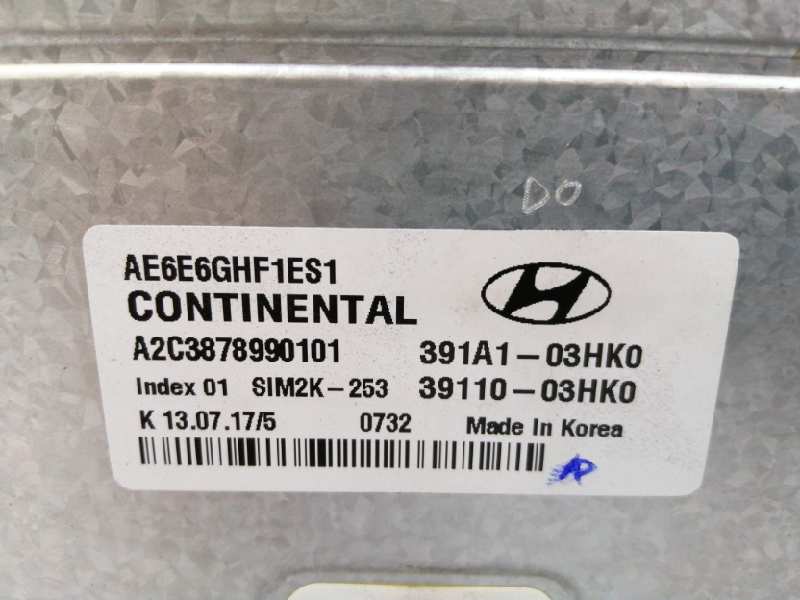 DO
AE6E6GHF1ES1
CONTINENTAL
A2C3878990101 391A1-03HK0
Index 01 SIM2K-253 39110-03HK0
K 13.07.17/5 0732 Made In Korea